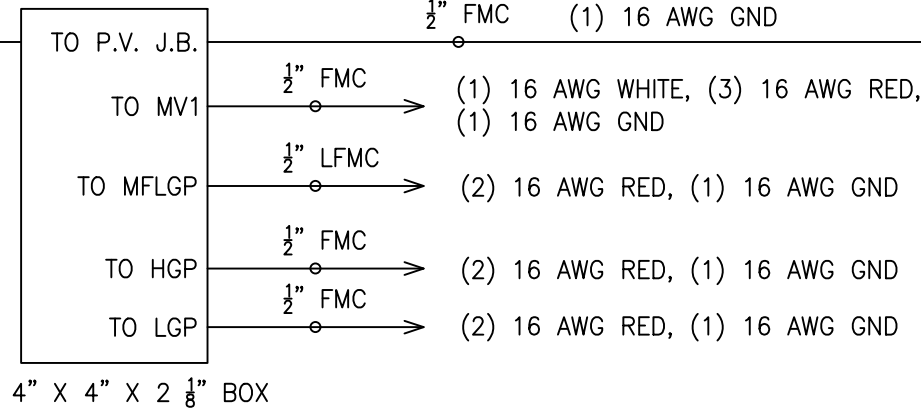 ½" FMC (1) 16 AWG GND
TO P.V. J.B.
½" FMC
(1) 16 AWG WHITE, (3) 16 AWG RED,
TO MV1
(1) 16 AWG GND
½" LFMC
TO MFLGP (2) 16 AWG RED, (1) 16 AWG GND
½" FMC
TO HGP (2) 16 AWG RED, (1) 16 AWG GND
½" FMC
TO LGP (2) 16 AWG RED, (1) 16 AWG GND
4" X 4" X 2 ⅛" BOX